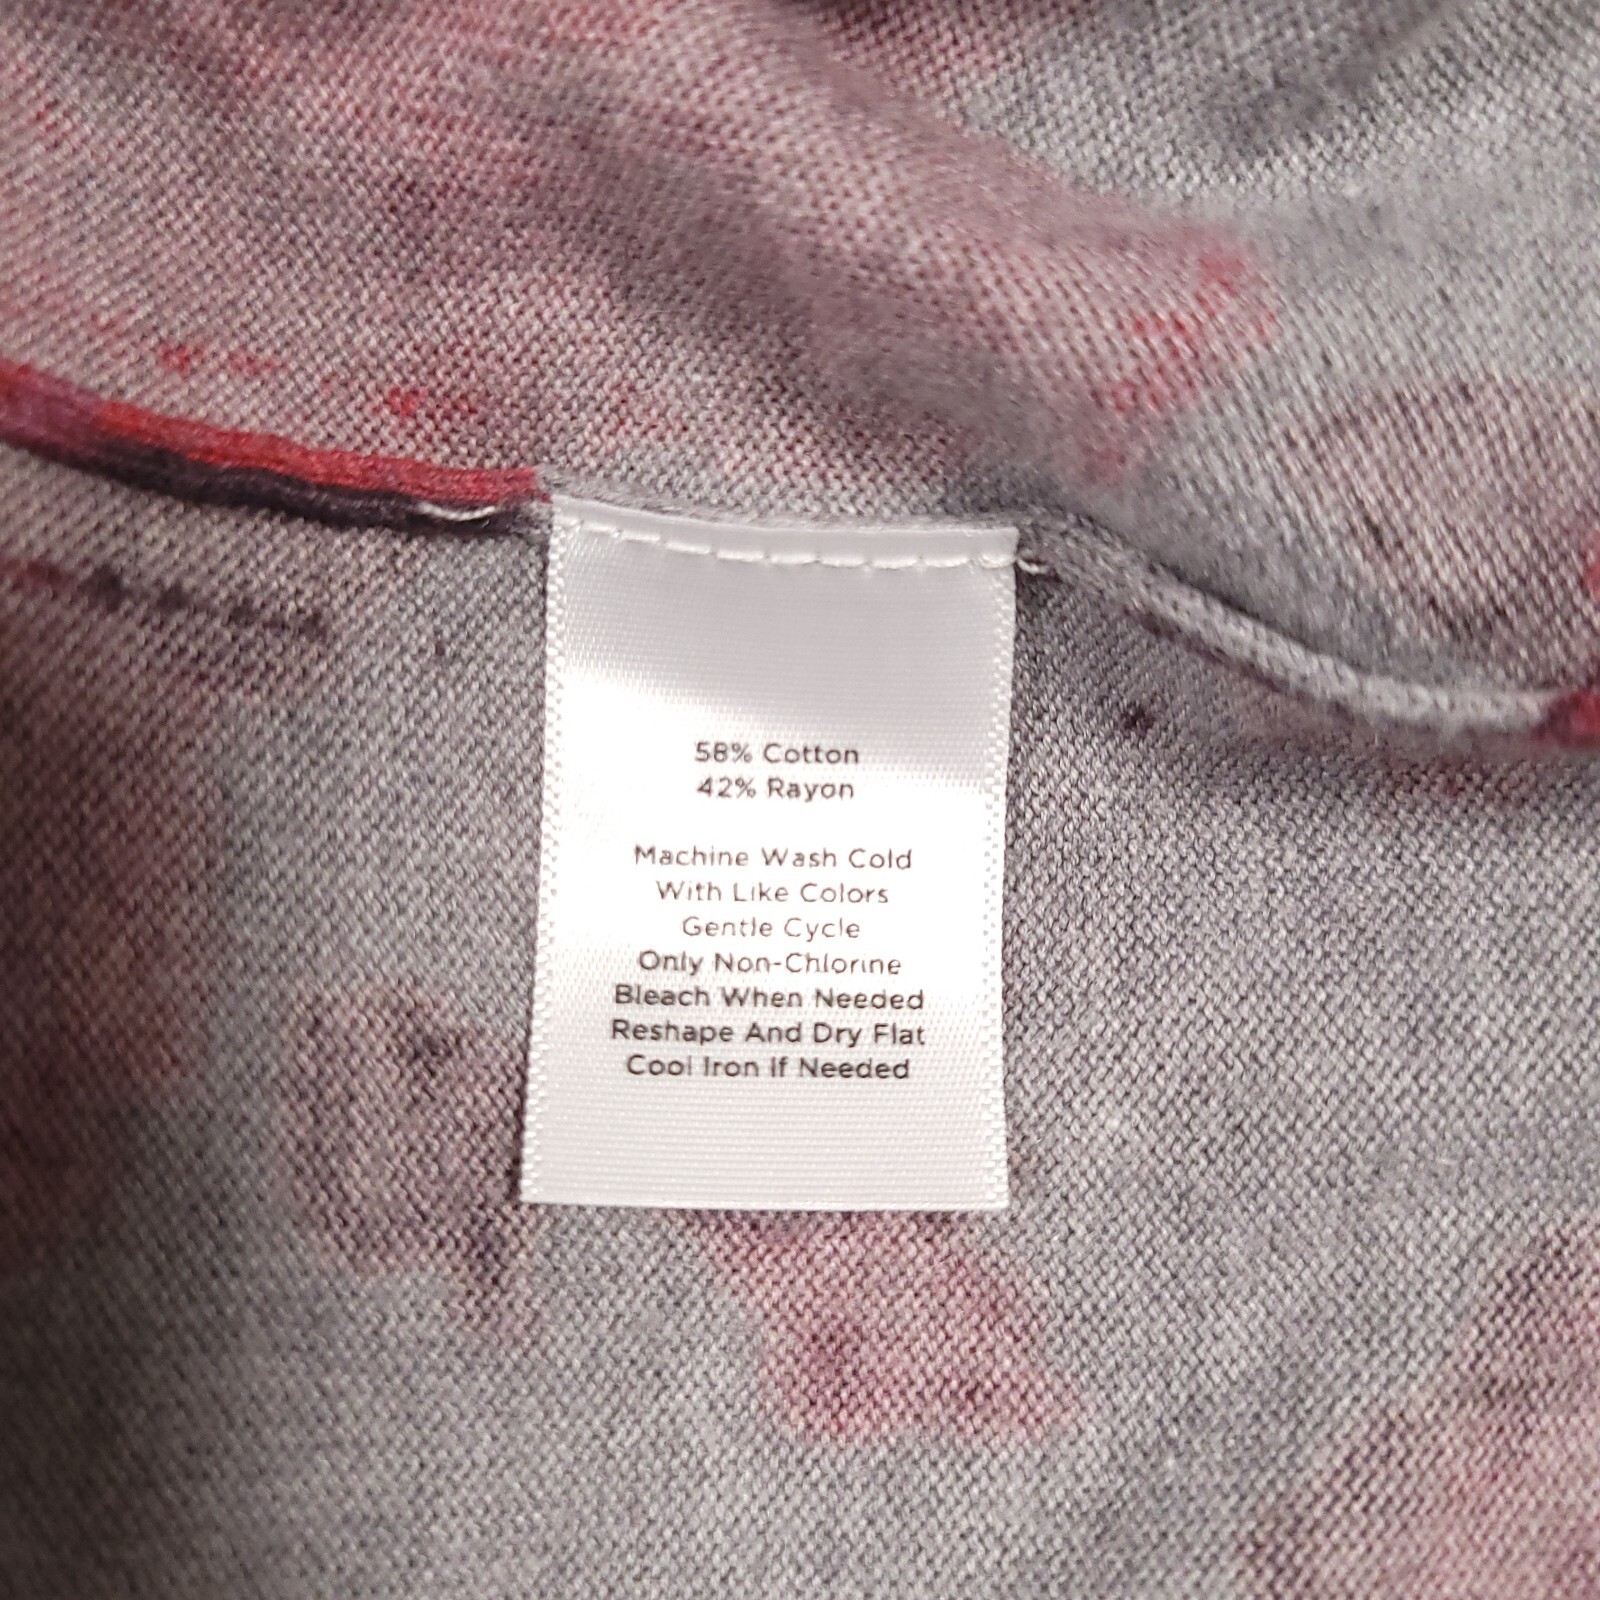 58% Cotton
42% Rayon
Machine Wash Cold
With Like Colors
Gentle Cycle
Only Non-Chlorine
Bleach When Needed
Reshape And Dry Flat
Cool Iron If Needed